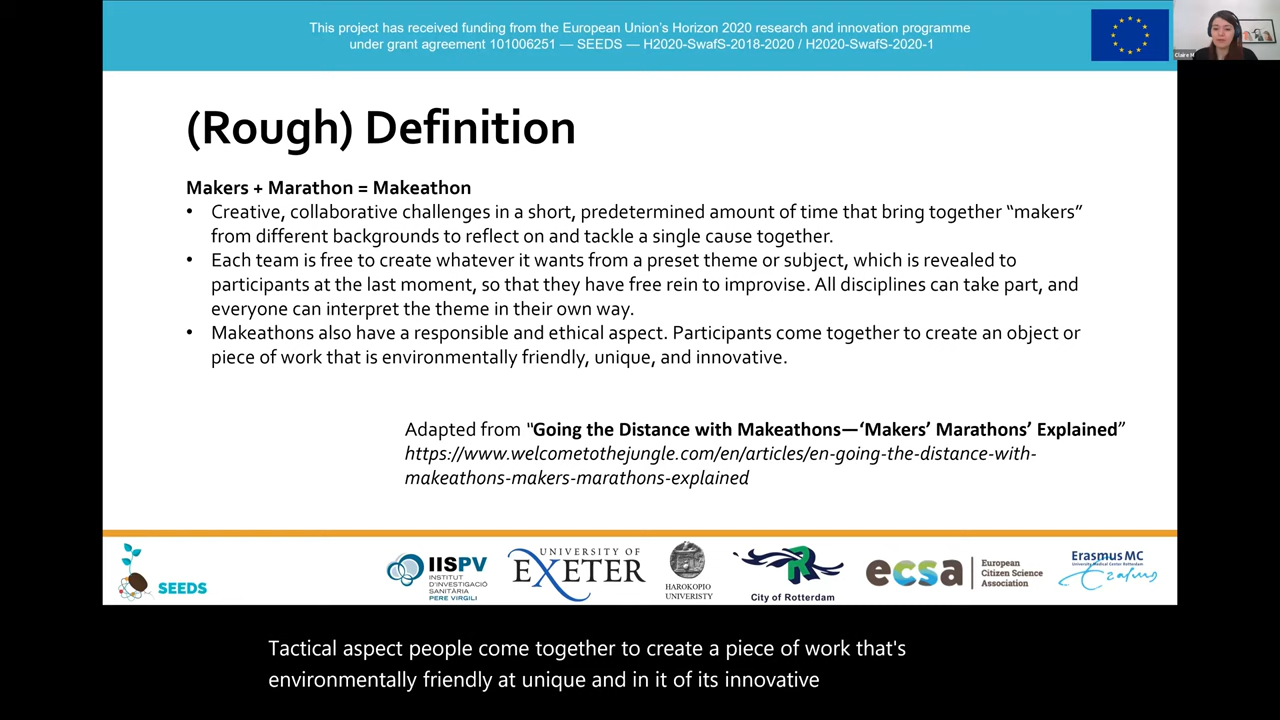 This project has received funding from the European Union's Horizon 2020 research and innovation programme
under grant agreement 101006251 — SEEDS — H2020-SwafS-2018-2020 / H2020-SwafS-2020-1
Claire M
(Rough) Definition
Makers + Marathon = Makeathon
• Creative, collaborative challenges in a short, predetermined amount of time that bring together “makers”
from different backgrounds to reflect on and tackle a single cause together.
• Each team is free to create whatever it wants from a preset theme or subject, which is revealed to
participants at the last moment, so that they have free rein to improvise. All disciplines can take part, and
everyone can interpret the theme in their own way.
• Makeathons also have a responsible and ethical aspect. Participants come together to create an object or
piece of work that is environmentally friendly, unique, and innovative.
Adapted from “Going the Distance with Makeathons—‘Makers’ Marathons’ Explained”
https://www.welcometothejungle.com/en/articles/en-going-the-distance-with-
makeathons-makers-marathons-explained
SEEDS
IISPV
INSTITUT
D'INVESTIGACIÓ
SANITÀRIA
PERE VIRGILI
UNIVERSITY OF
EXETER
HAROKOPIO
UNIVERISTY
R
City of Rotterdam
ecsa
European
Citizen Science
Association
Erasmus MC
University Medical Center Rotterdam
Erasmus
Tactical aspect people come together to create a piece of work that's
environmentally friendly at unique and in it of its innovative